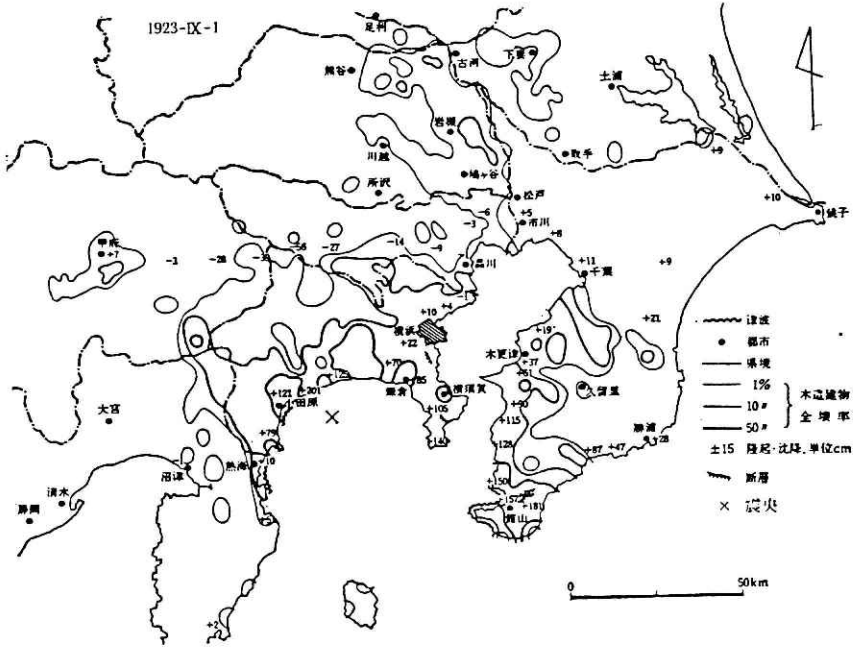 1923-IX-1
足利
古河
下妻
熊谷
土浦
岩槻
川越
取手
鳩ヶ谷
所沢
松戸
+9
+10
銚子
-6
+5
市川
-3
+8
甲府
+7
-3
-28
-56
-27
-14
-9
品川
+11
千葉
+9
-1
+4
+10
横浜
+22
+21
+19
木更津
+37
+61
津波
都市
県境
1%
10〃
50〃
木造建物
全壊率
±15 隆起・沈降,単位cm
断層
× 震央
大宮
+121
+201
小田原
鎌倉
+85
横須賀
+105
久留里
+90
+115
勝浦
+28
+79
+128
+87
+47
熱海
沼津
清水
静岡
+150
+157
+181
館山
0
50km
+2